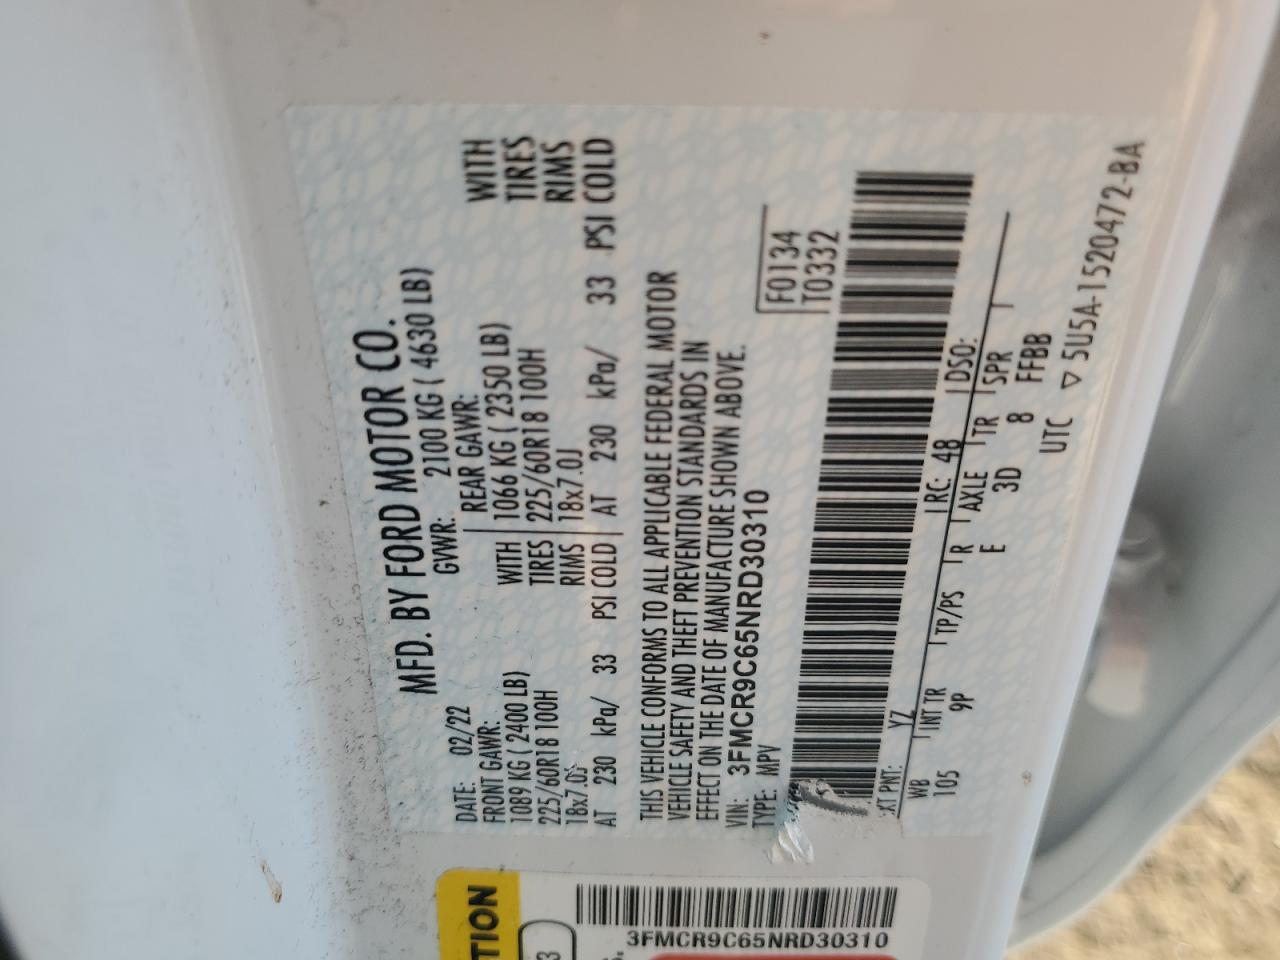 MFD. BY FORD MOTOR CO.
DATE: 02/22 GVWR: 2100 KG ( 4630 LB)
FRONT GAWR: REAR GAWR:
1089 KG ( 2400 LB) WITH 1066 KG ( 2350 LB) WITH
225/60R18 100H TIRES 225/60R18 100H TIRES
18x7.0J RIMS 18x7.0J RIMS
AT 230 kPa/ 33 PSI COLD AT 230 kPa/ 33 PSI COLD
THIS VEHICLE CONFORMS TO ALL APPLICABLE FEDERAL MOTOR
VEHICLE SAFETY AND THEFT PREVENTION STANDARDS IN
EFFECT ON THE DATE OF MANUFACTURE SHOWN ABOVE.
VIN: 3FMCR9C65NRD30310
TYPE: MPV
F0134
T0332
XT PNT: YZ RC: 48 DSO:
WB INT TR TP/PS R AXLE TR SPR
105 9P E 3D 8 FFBB
UTC ▽ 5U5A-1520472-BA
TION
3
3FMCR9C65NRD30310